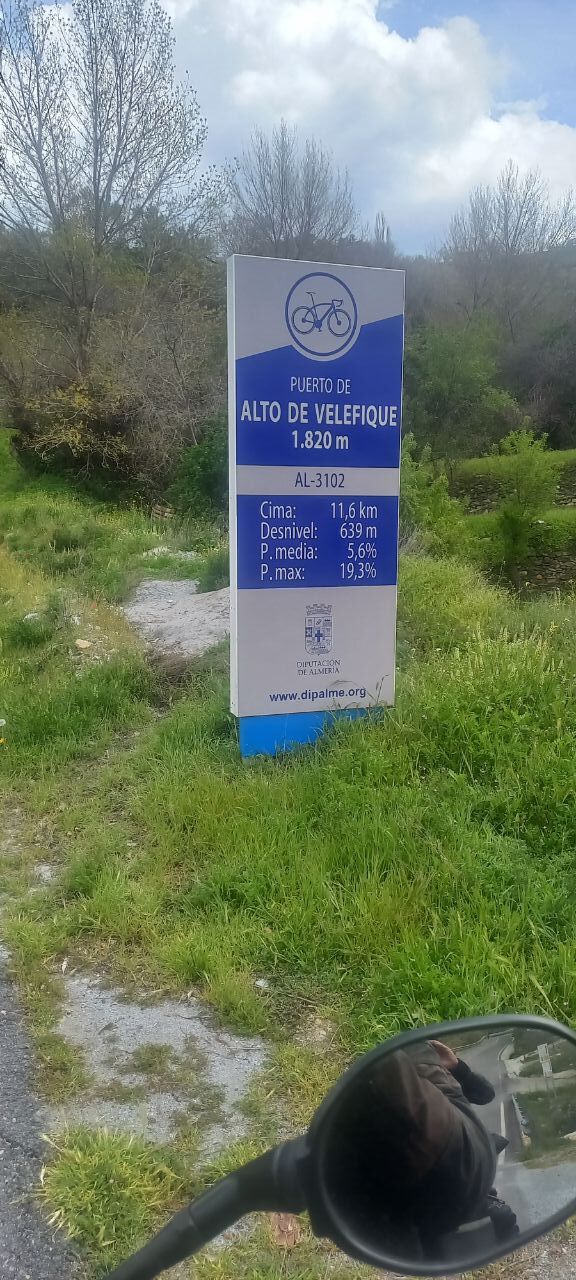 PUERTO DE
ALTO DE VELEFIQUE
1.820 m
AL-3102
Cima: 11,6 km
Desnivel: 639 m
P. media: 5,6%
P. max: 19,3%
DIPUTACIÓN
DE ALMERÍA
www.dipalme.org